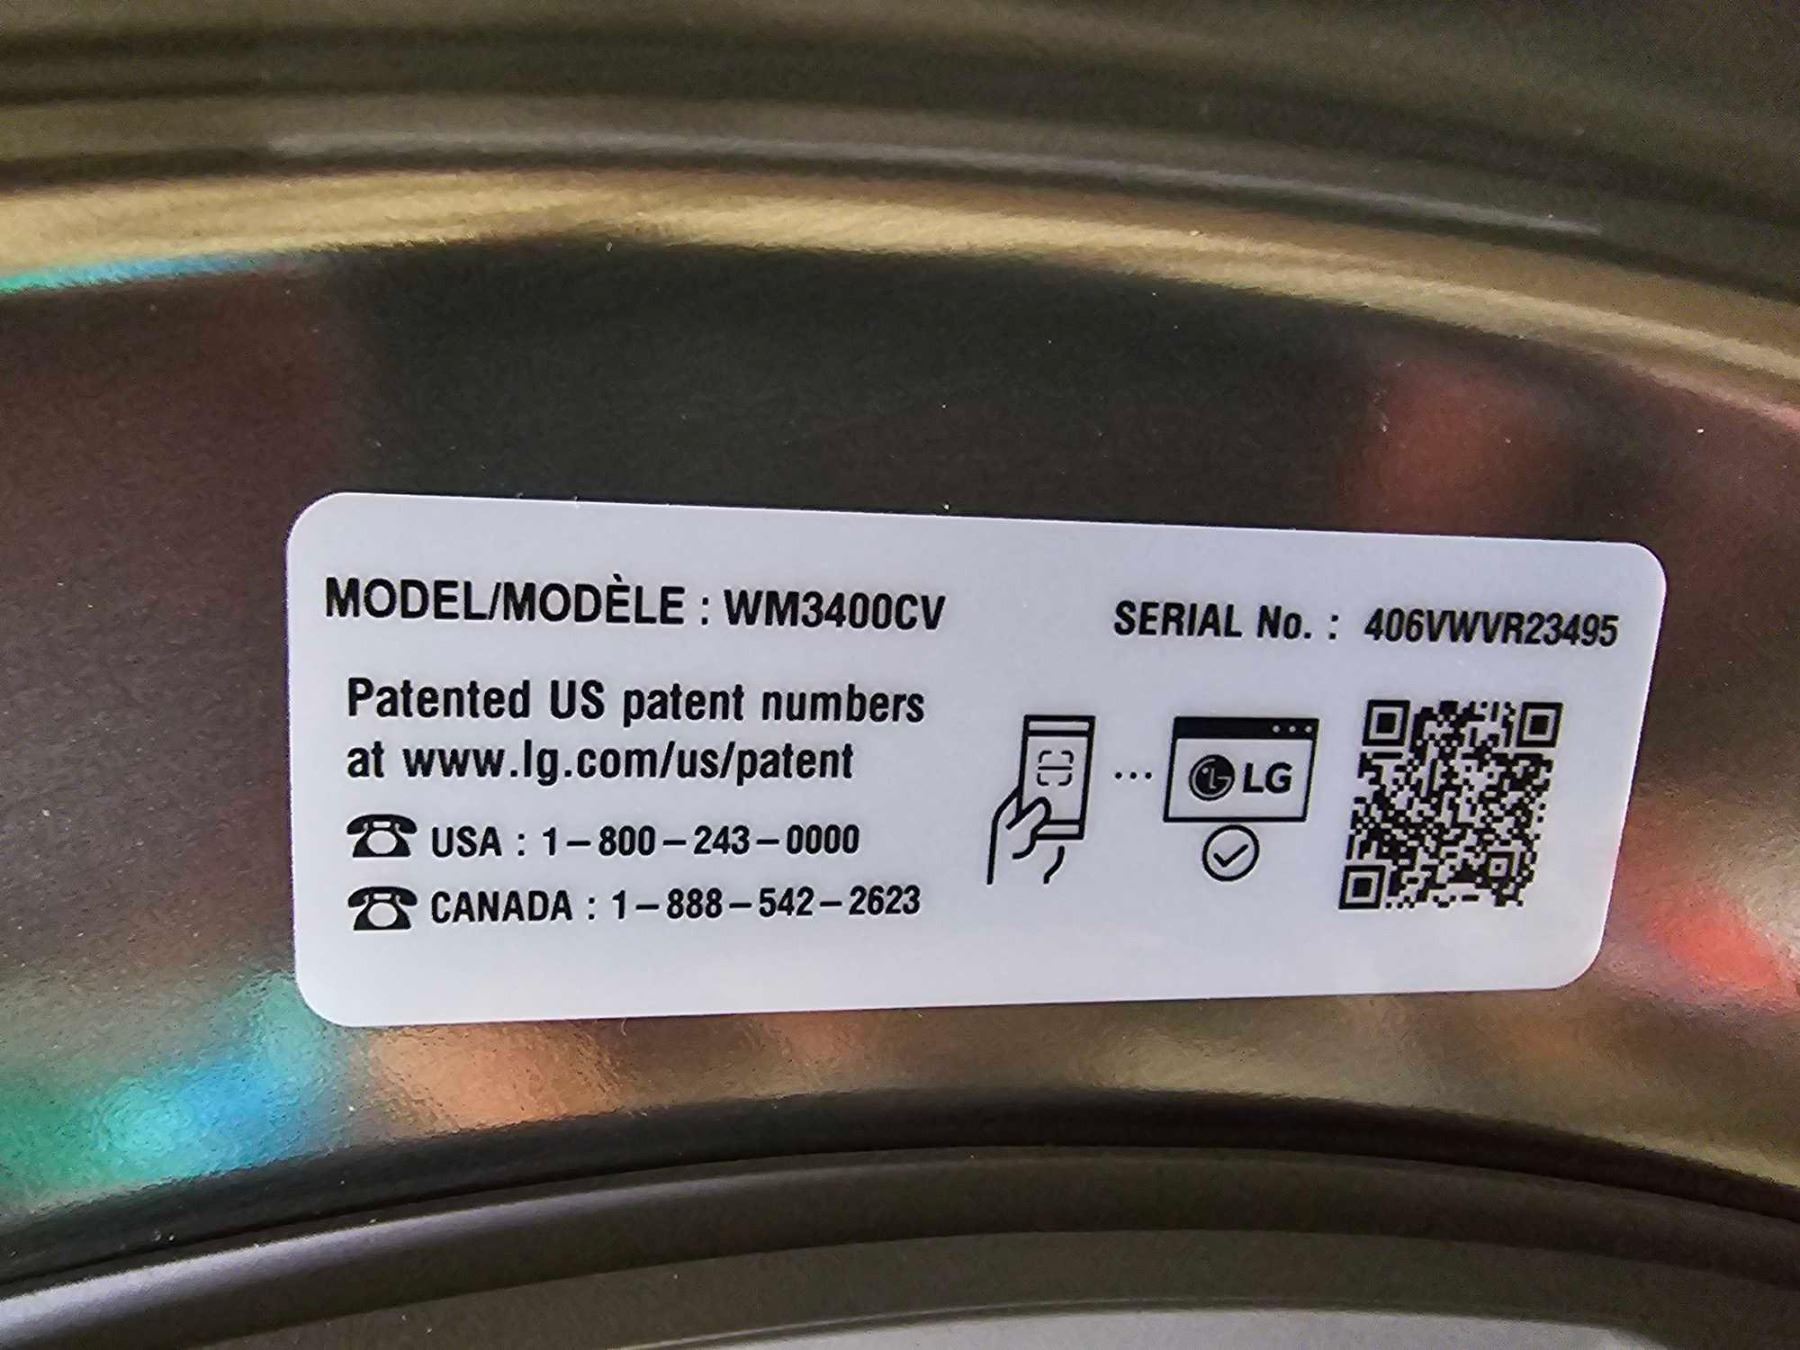 MODEL/MODÈLE : WM3400CV
SERIAL No. : 406VWVR23495
Patented US patent numbers
at www.lg.com/us/patent
USA : 1-800-243-0000
CANADA : 1-888-542-2623
LG